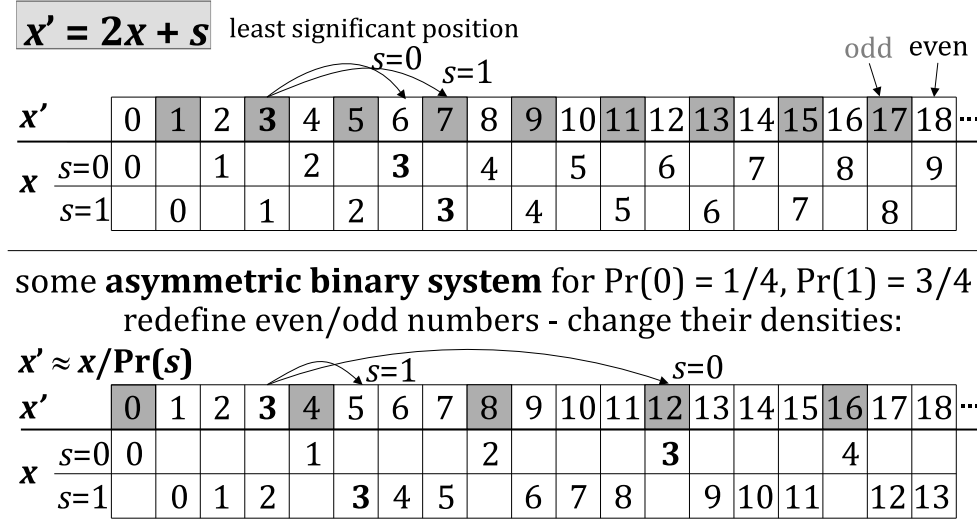 x' = 2x + s least significant position
s=0
s=1
odd even
x' 0 1 2 3 4 5 6 7 8 9 10 11 12 13 14 15 16 17 18 ...
x s=0 0 1 2 3 4 5 6 7 8 9
s=1 0 1 2 3 4 5 6 7 8
some asymmetric binary system for Pr(0) = 1/4, Pr(1) = 3/4
redefine even/odd numbers - change their densities:
x' ≈ x/Pr(s)
s=1 s=0
x' 0 1 2 3 4 5 6 7 8 9 10 11 12 13 14 15 16 17 18 ...
x s=0 0 1 2 3 4
s=1 0 1 2 3 4 5 6 7 8 9 10 11 12 13